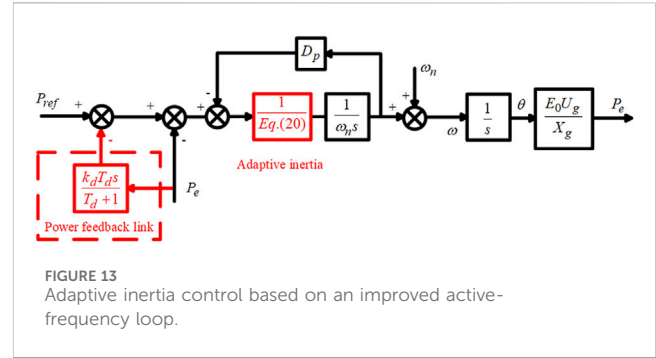 D_p
ω_n
P_ref
+
+
+
-
+
+
1
Eq.(20)
1
ω_n s
ω
1
s
θ
E_0 U_g
X_g
P_e
-
-
Adaptive inertia
k_d T_d s
T_d +1
P_e
Power feedback link
FIGURE 13
Adaptive inertia control based on an improved active-
frequency loop.